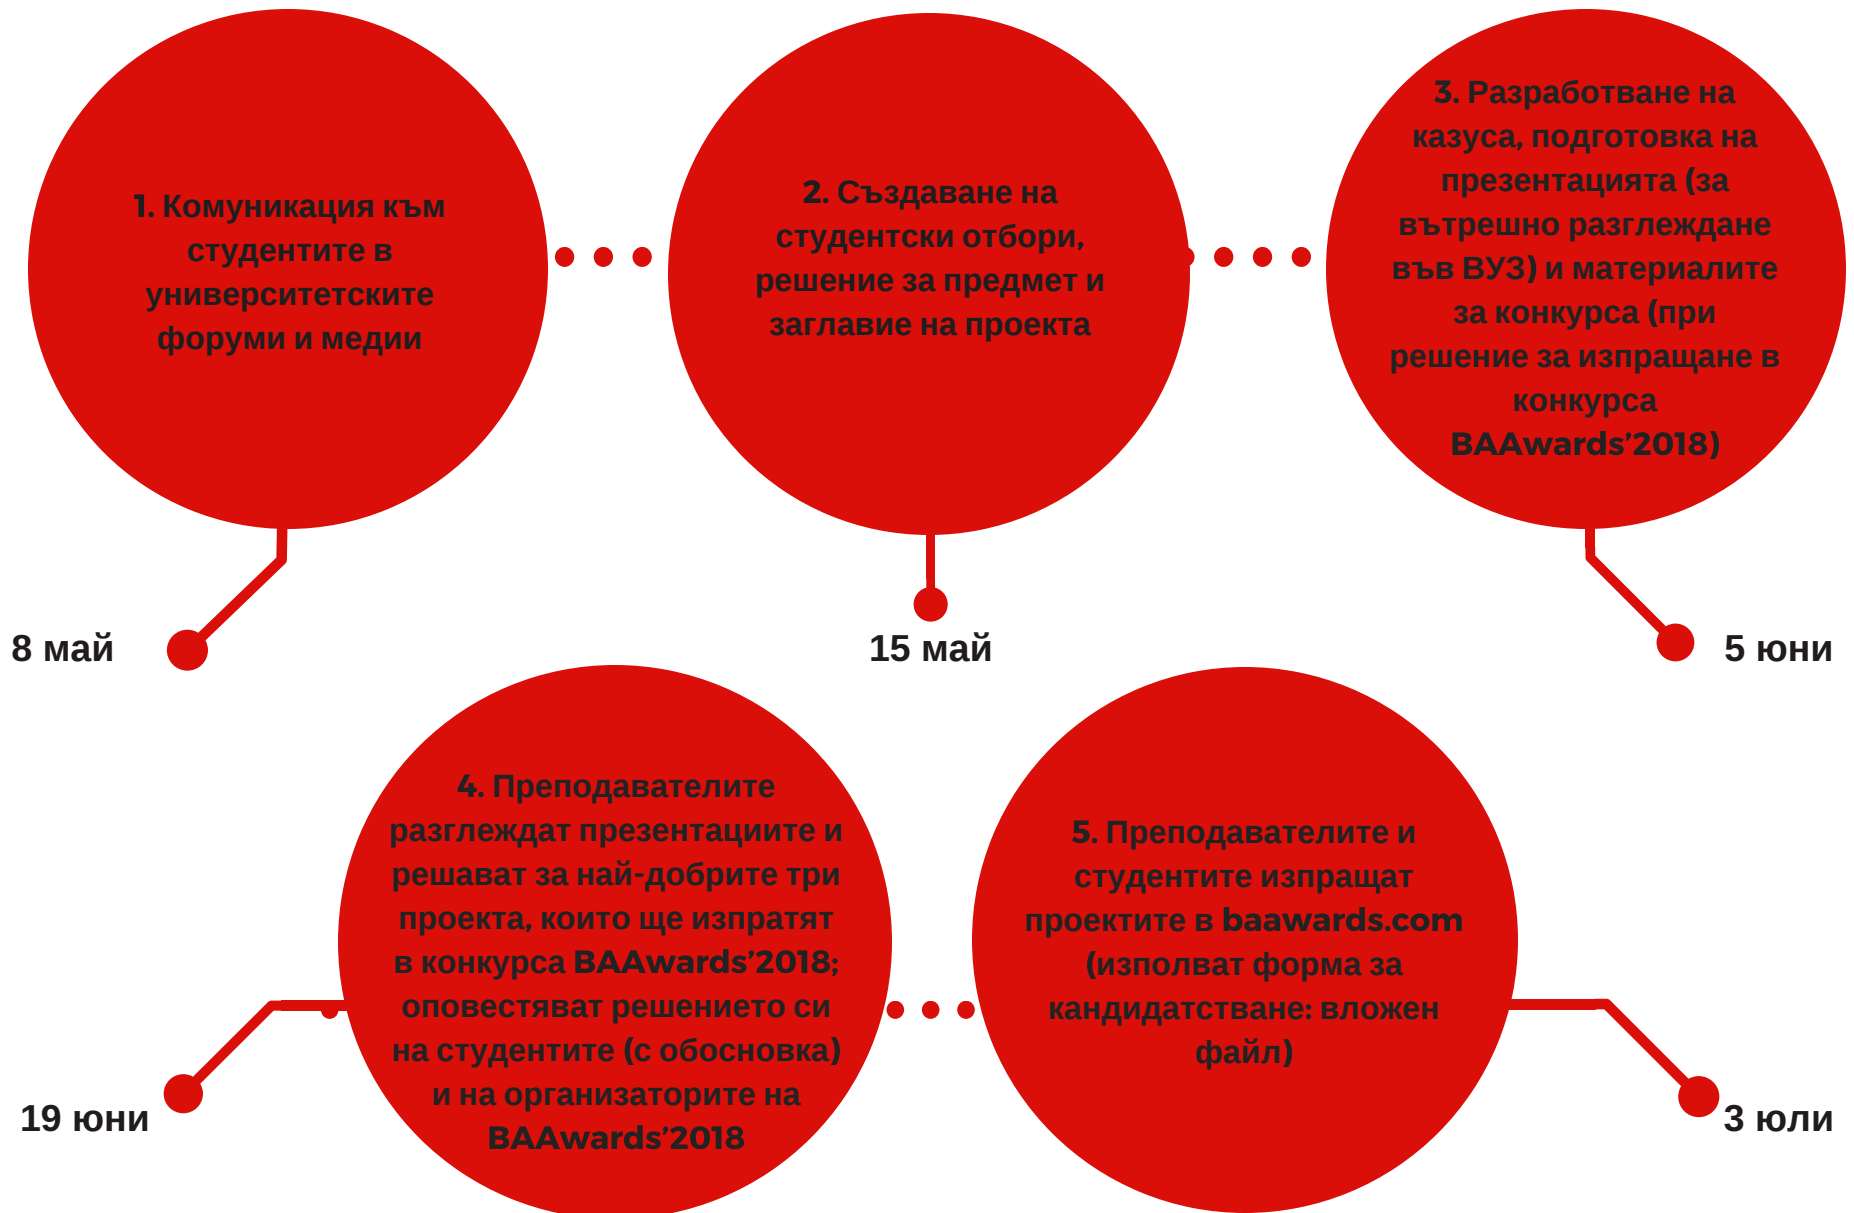 1. Комуникация към
студентите в
университетските
форуми и медии
8 май
2. Създаване на
студентски отбори,
решение за предмет и
заглавие на проекта
15 май
3. Разработване на
казуса, подготовка на
презентацията (за
вътрешно разглеждане
във ВУЗ) и материалите
за конкурса (при
решение за изпращане в
конкурса
BAAwards’2018)
5 юни
4. Преподавателите
разглеждат презентациите и
решават за най-добрите три
проекта, които ще изпратят
в конкурса BAAwards’2018;
оповестяват решението си
на студентите (с обосновка)
и на организаторите на
BAAwards’2018
19 юни
5. Преподавателите и
студентите изпращат
проектите в baawards.com
(изполват форма за
кандидатстване: вложен
файл)
3 юли